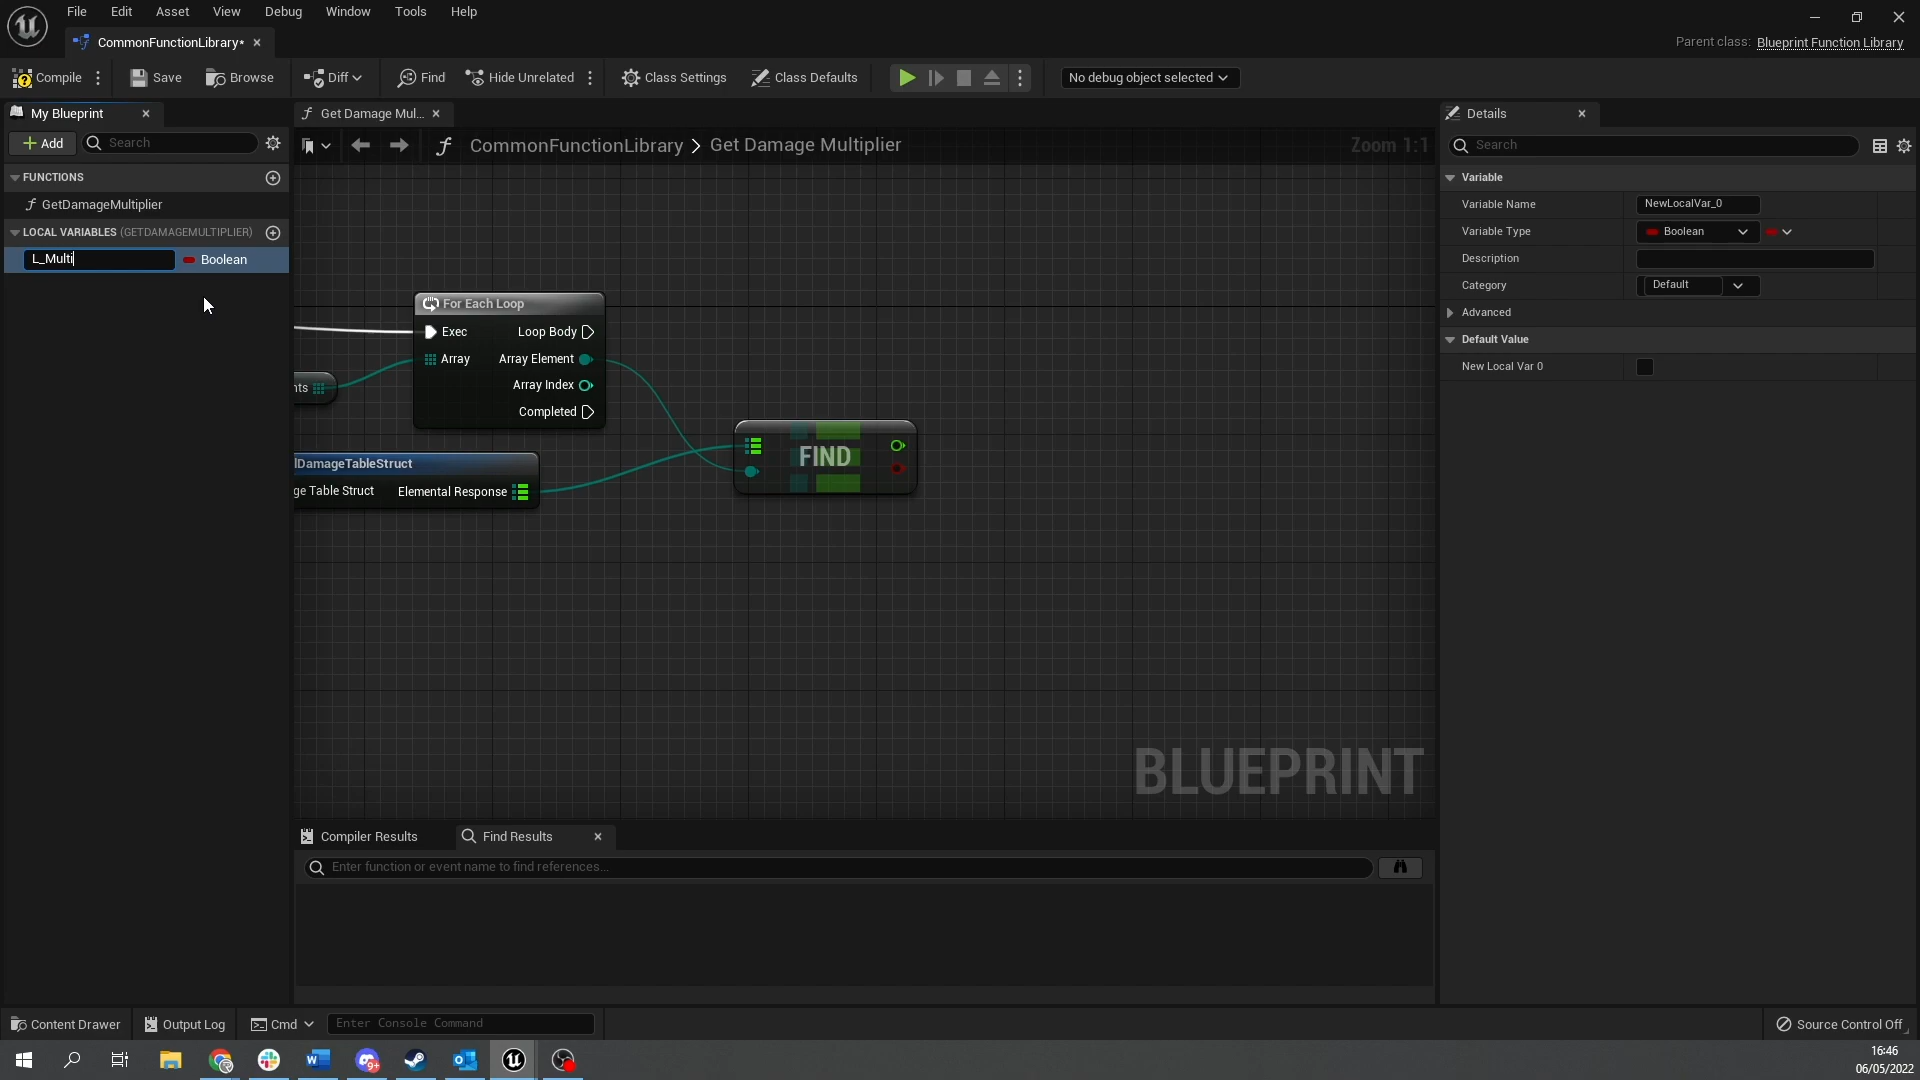 File Edit Asset View Debug Window Tools Help
CommonFunctionLibrary*
Parent class: Blueprint Function Library
Compile Save Browse Diff Find Hide Unrelated Class Settings Class Defaults No debug object selected
My Blueprint
Get Damage Mul...
Details
Add Search
CommonFunctionLibrary > Get Damage Multiplier
Zoom 1:1
Search
FUNCTIONS
GetDamageMultiplier
LOCAL VARIABLES (GETDAMAGEMULTIPLIER)
L_Multi Boolean
Variable
Variable Name NewLocalVar_0
Variable Type Boolean
Description
Category Default
Advanced
Default Value
New Local Var 0
For Each Loop
Exec Loop Body
Array Array Element
Array Index
Completed
nts
lDamageTableStruct
ge Table Struct Elemental Response
FIND
BLUEPRINT
Compiler Results Find Results
Enter function or event name to find references...
Content Drawer Output Log Cmd Enter Console Command Source Control Off
9+
16:46
06/05/2022